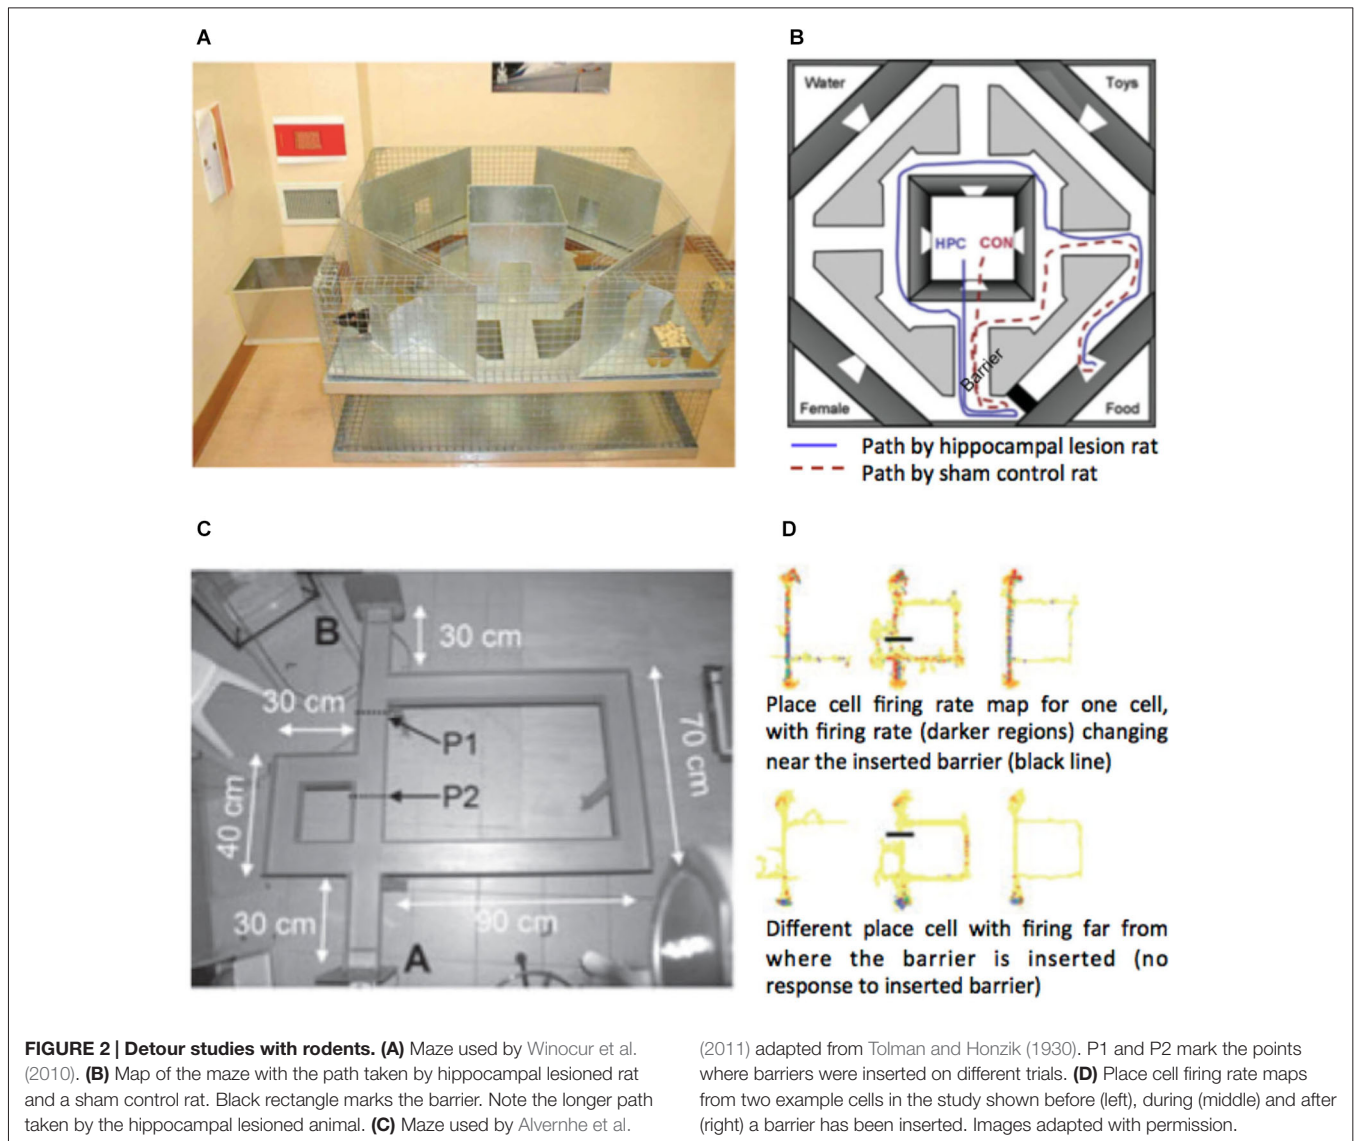 A
B
Water
Toys
HPC CON
Barrier
Female
Food
Path by hippocampal lesion rat
Path by sham control rat
C
D
B
30 cm
30 cm
P1
70 cm
P2
40 cm
30 cm
90 cm
A
Place cell firing rate map for one cell,
with firing rate (darker regions) changing
near the inserted barrier (black line)
Different place cell with firing far from
where the barrier is inserted (no
response to inserted barrier)
FIGURE 2 | Detour studies with rodents. (A) Maze used by Winocur et al.
(2010). (B) Map of the maze with the path taken by hippocampal lesioned rat
and a sham control rat. Black rectangle marks the barrier. Note the longer path
taken by the hippocampal lesioned animal. (C) Maze used by Alvernhe et al.
(2011) adapted from Tolman and Honzik (1930). P1 and P2 mark the points
where barriers were inserted on different trials. (D) Place cell firing rate maps
from two example cells in the study shown before (left), during (middle) and after
(right) a barrier has been inserted. Images adapted with permission.